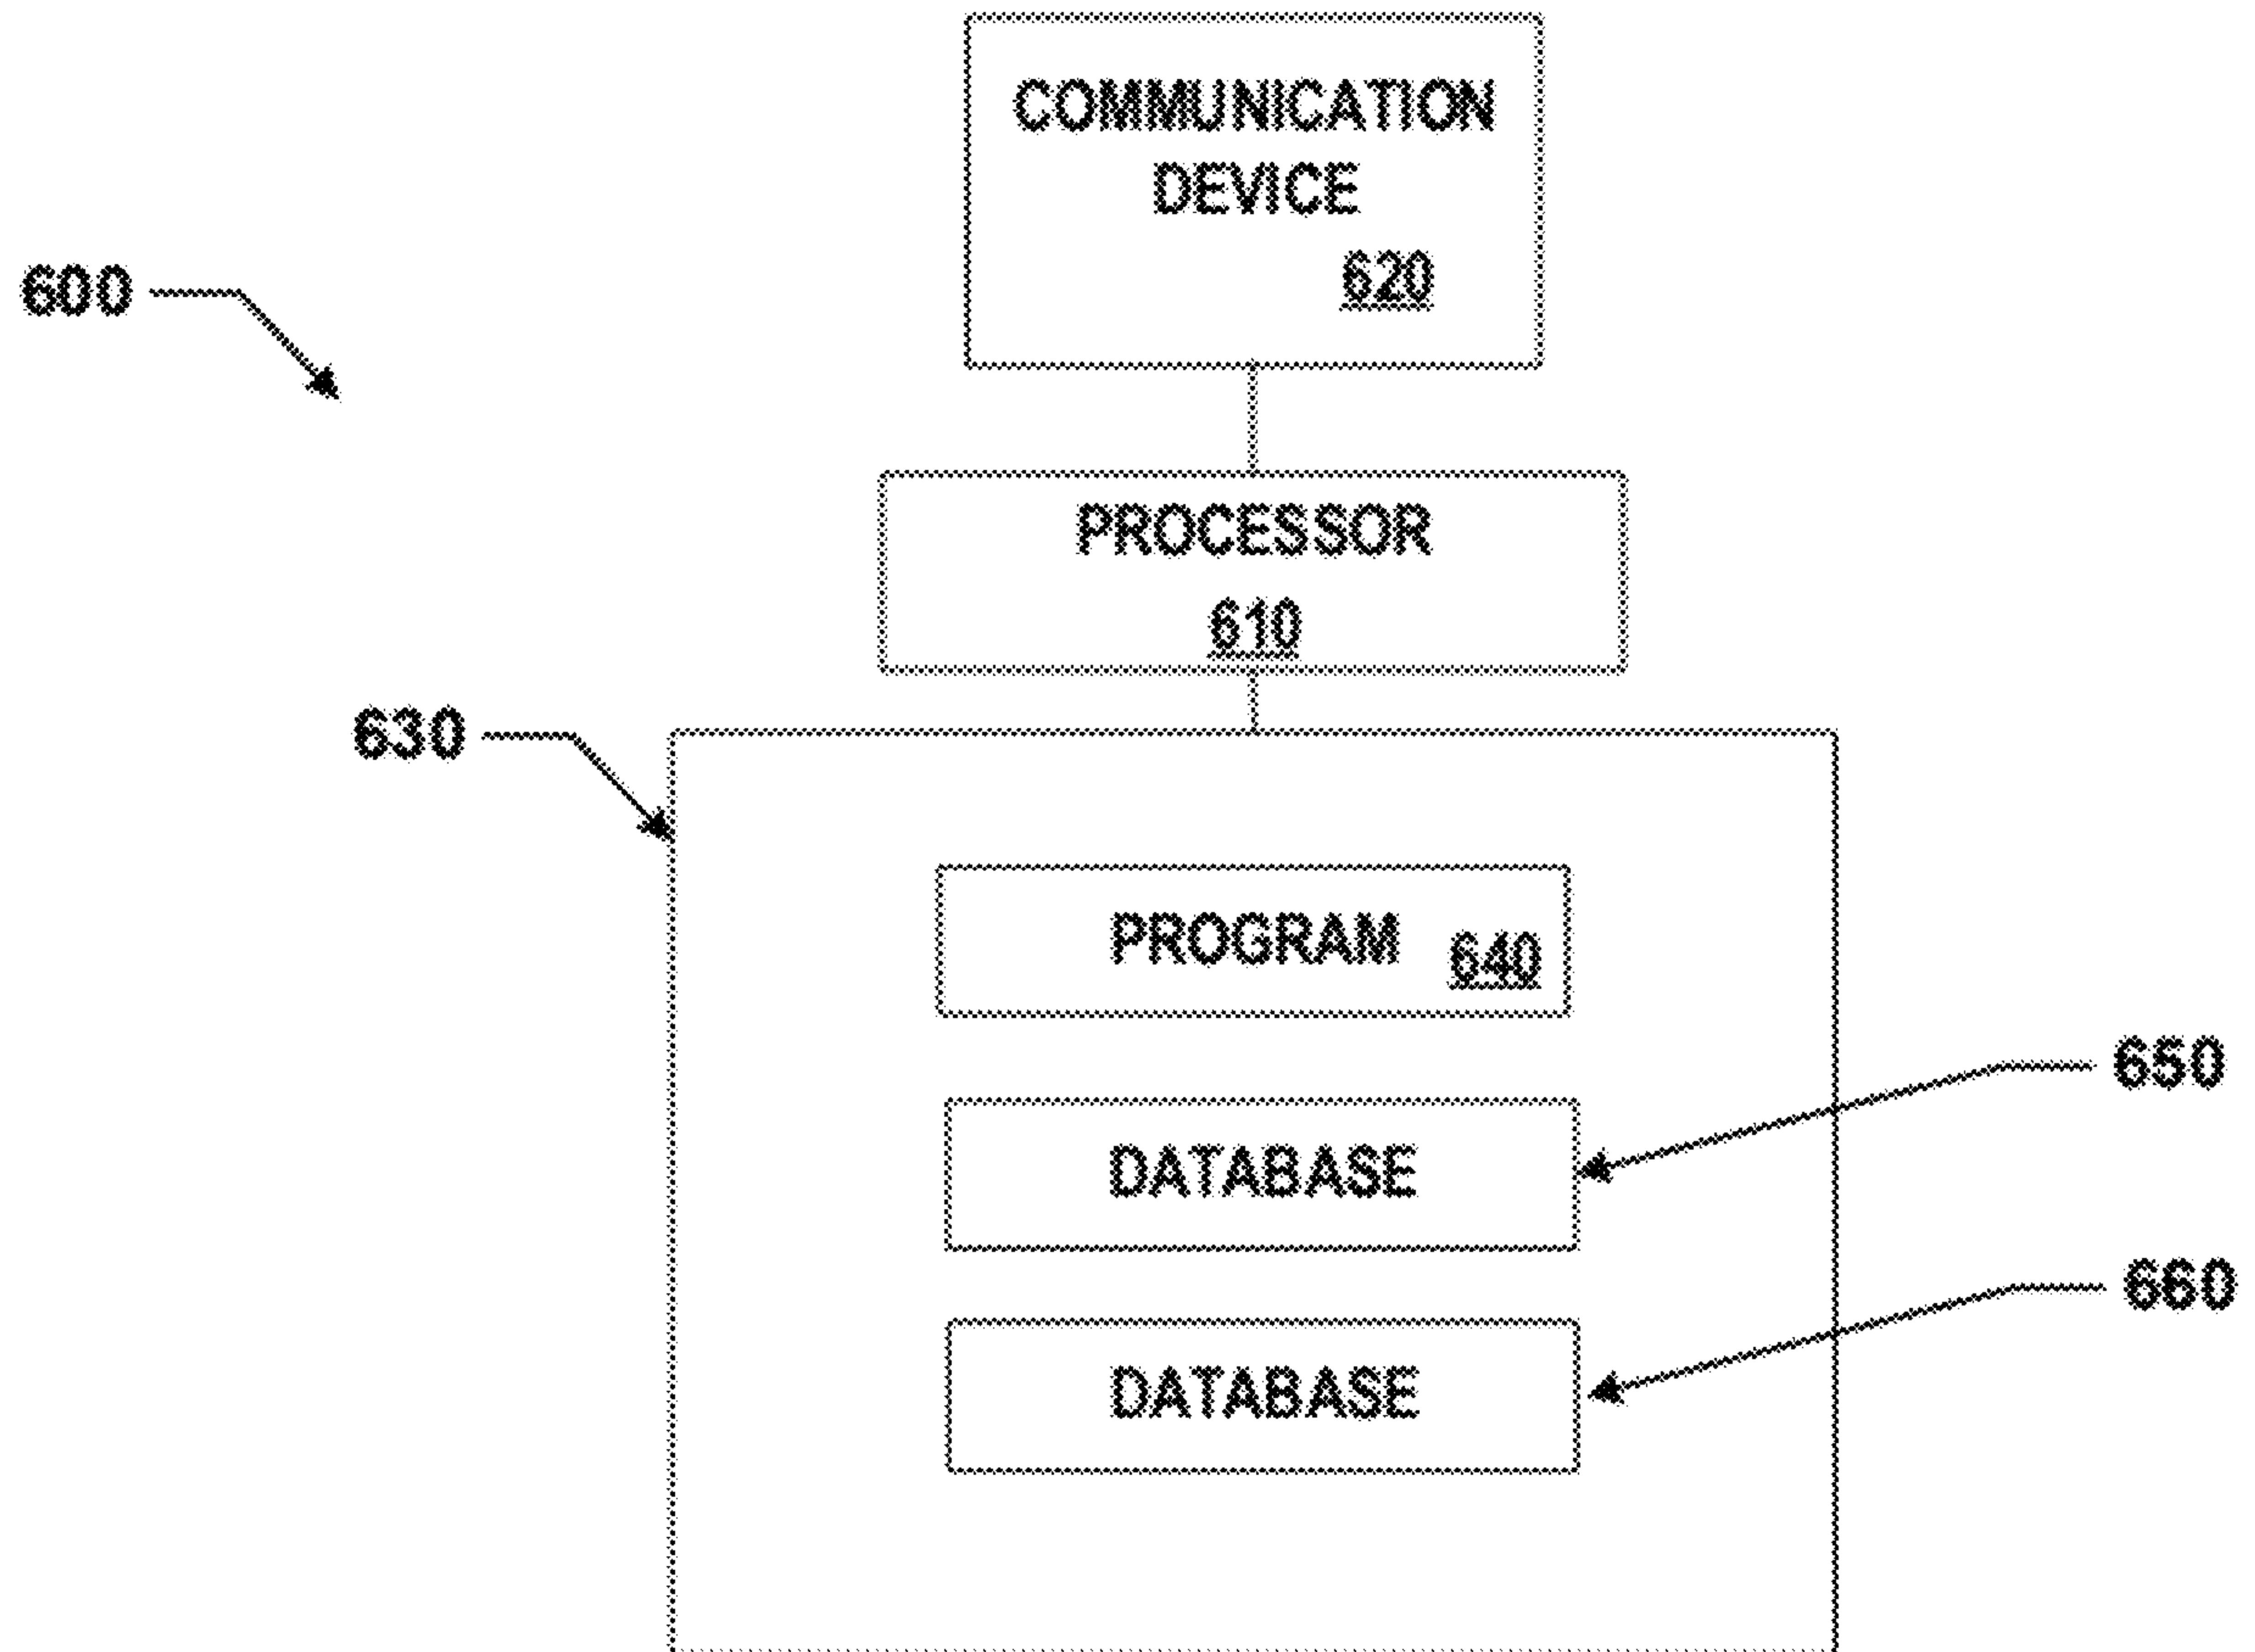 COMMUNICATION
DEVICE
620
600
PROCESSOR
610
630
PROGRAM 640
650
DATABASE
660
DATABASE